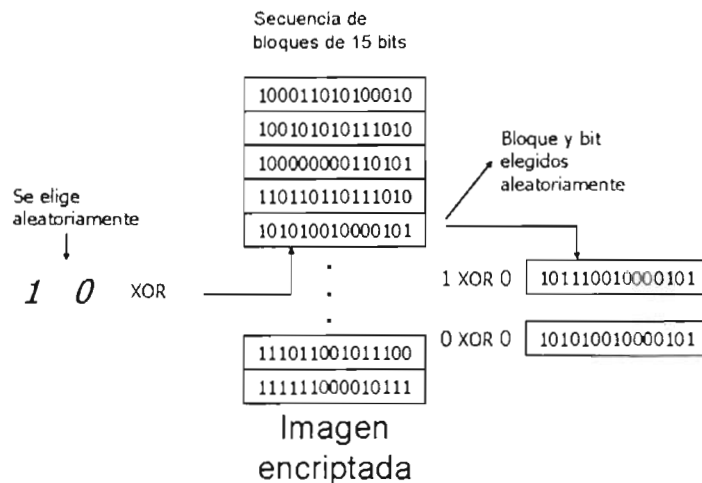 Secuencia de
bloques de 15 bits
100011010100010
100101010111010
100000000110101
110110110111010
101010010000101
Bloque y bit
elegidos
aleatoriamente
Se elige
aleatoriamente
1 0 XOR
1 XOR 0 101110010000101
0 XOR 0 101010010000101
111011001011100
111111000010111
Imagen
encriptada